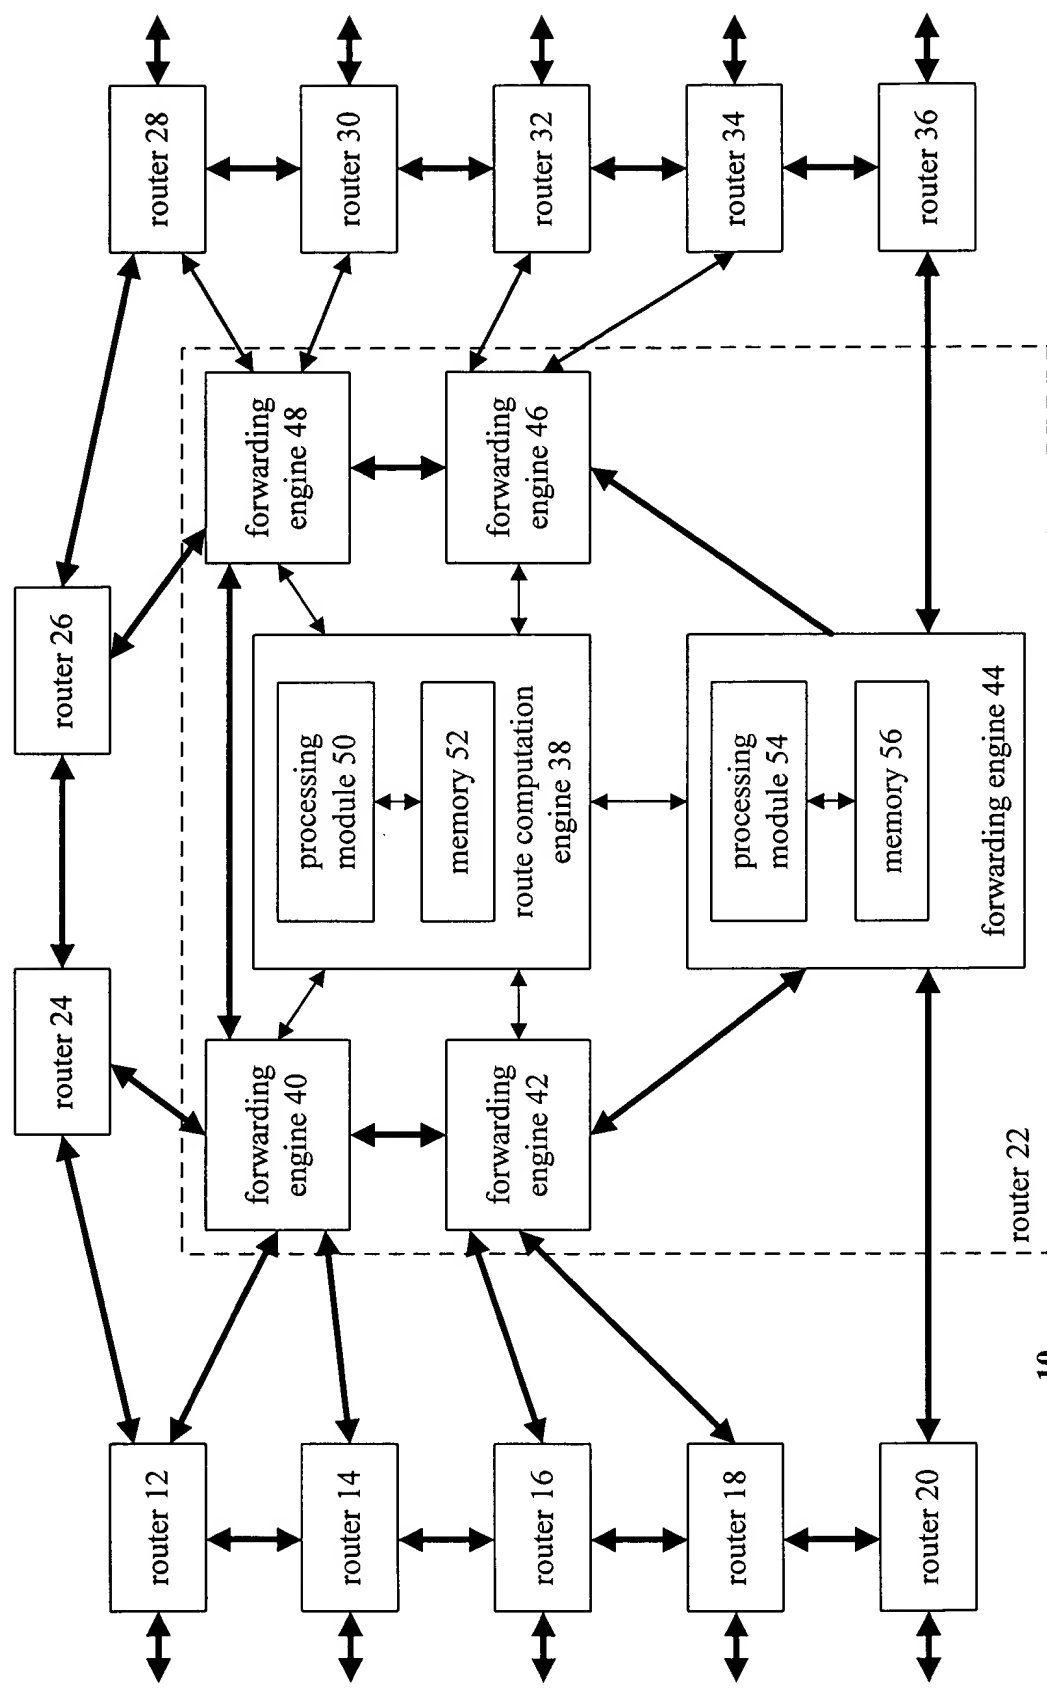 router 24
router 26
router 12
router 14
router 16
router 18
router 20
forwarding
engine 40
forwarding
engine 42
processing
module 50
memory 52
route computation
engine 38
processing
module 54
memory 56
forwarding engine 44
forwarding
engine 48
forwarding
engine 46
router 28
router 30
router 32
router 34
router 36
router 22